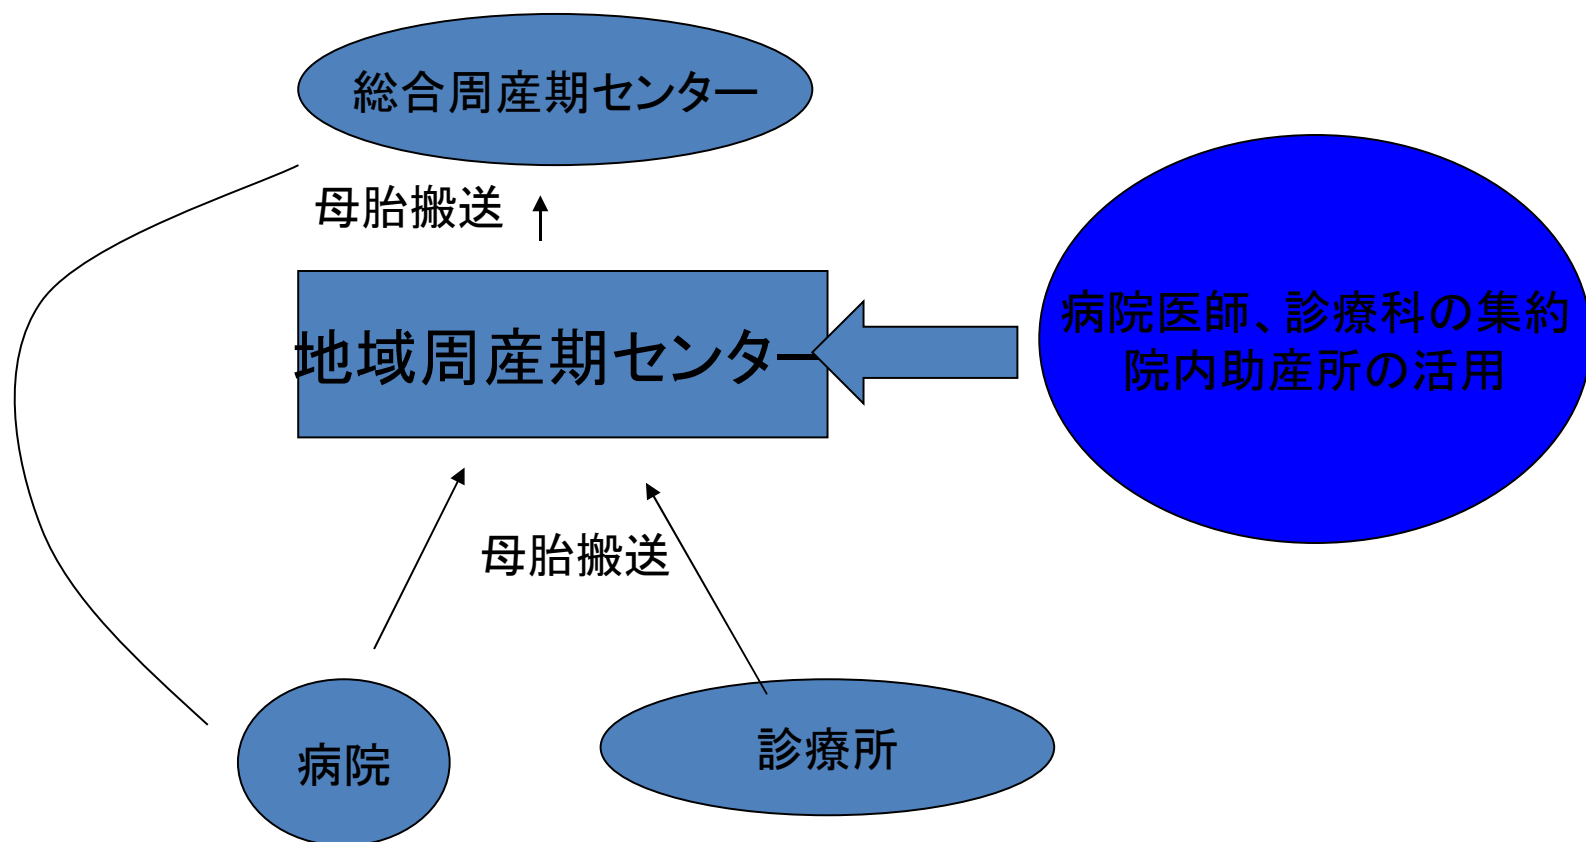 総合周産期センター
母胎搬送
地域周産期センター
病院医師、診療科の集約
院内助産所の活用
母胎搬送
病院
診療所